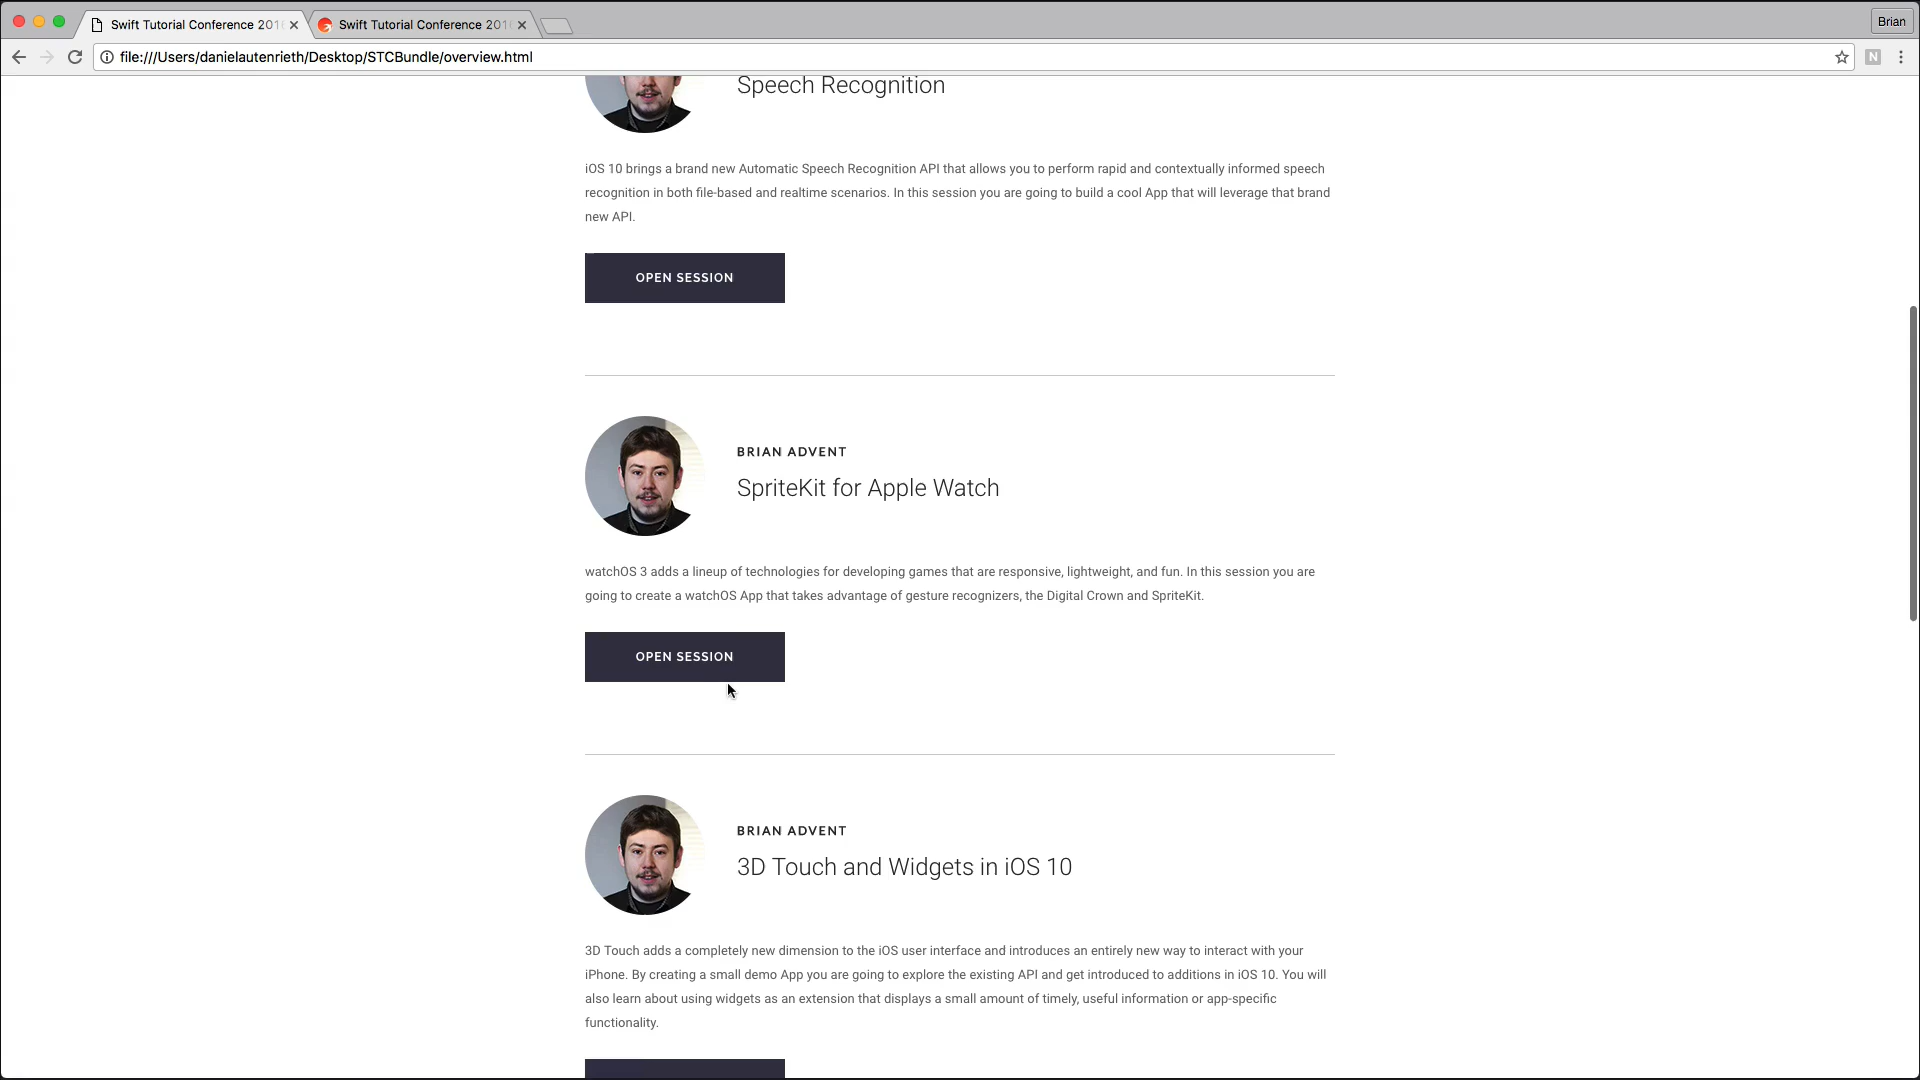 Swift Tutorial Conference 201
Swift Tutorial Conference 201
Brian
file:///Users/danielautenrieth/Desktop/STCBundle/overview.html
N
Speech Recognition
iOS 10 brings a brand new Automatic Speech Recognition API that allows you to perform rapid and contextually informed speech
recognition in both file-based and realtime scenarios. In this session you are going to build a cool App that will leverage that brand
new API.
OPEN SESSION
BRIAN ADVENT
SpriteKit for Apple Watch
watchOS 3 adds a lineup of technologies for developing games that are responsive, lightweight, and fun. In this session you are
going to create a watchOS App that takes advantage of gesture recognizers, the Digital Crown and SpriteKit.
OPEN SESSION
BRIAN ADVENT
3D Touch and Widgets in iOS 10
3D Touch adds a completely new dimension to the iOS user interface and introduces an entirely new way to interact with your
iPhone. By creating a small demo App you are going to explore the existing API and get introduced to additions in iOS 10. You will
also learn about using widgets as an extension that displays a small amount of timely, useful information or app-specific
functionality.